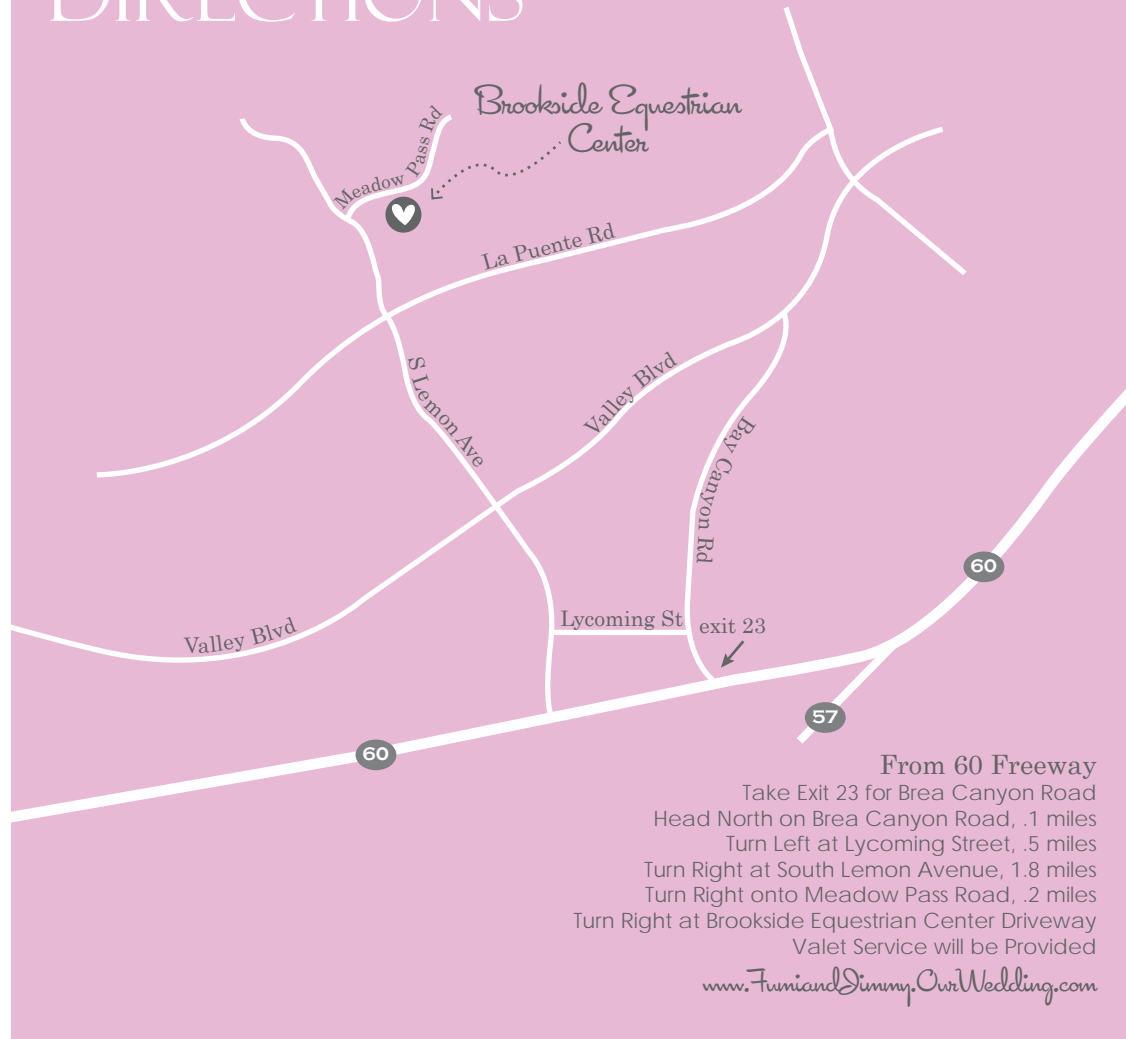 DIRECTIONS
Brookside Equestrian
Center
Meadow Pass Rd
La Puente Rd
S Lemon Ave
Valley Blvd
Bay Canyon Rd
60
Lycoming St
exit 23
Valley Blvd
57
60
From 60 Freeway
Take Exit 23 for Brea Canyon Road
Head North on Brea Canyon Road, .1 miles
Turn Left at Lycoming Street, .5 miles
Turn Right at South Lemon Avenue, 1.8 miles
Turn Right onto Meadow Pass Road, .2 miles
Turn Right at Brookside Equestrian Center Driveway
Valet Service will be Provided
www.FumiandJimmy.OurWedding.com